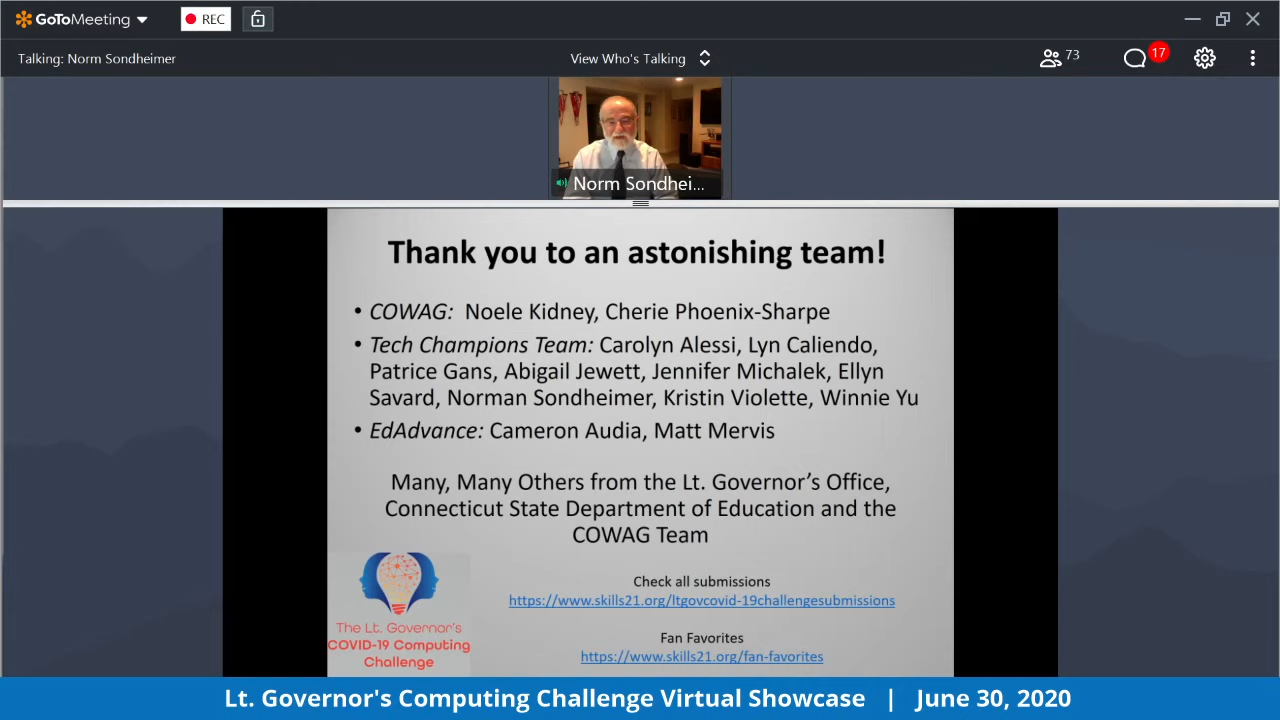 GoToMeeting
REC
Talking: Norm Sondheimer
View Who's Talking
73
17
Norm Sondhei...
Thank you to an astonishing team!
• COWAG: Noele Kidney, Cherie Phoenix-Sharpe
• Tech Champions Team: Carolyn Alessi, Lyn Caliendo,
Patrice Gans, Abigail Jewett, Jennifer Michalek, Ellyn
Savard, Norman Sondheimer, Kristin Violette, Winnie Yu
• EdAdvance: Cameron Audia, Matt Mervis
Many, Many Others from the Lt. Governor’s Office,
Connecticut State Department of Education and the
COWAG Team
Check all submissions
https://www.skills21.org/ltgovcovid-19challengesubmissions
Fan Favorites
https://www.skills21.org/fan-favorites
The Lt. Governor's
COVID-19 Computing
Challenge
Lt. Governor's Computing Challenge Virtual Showcase | June 30, 2020